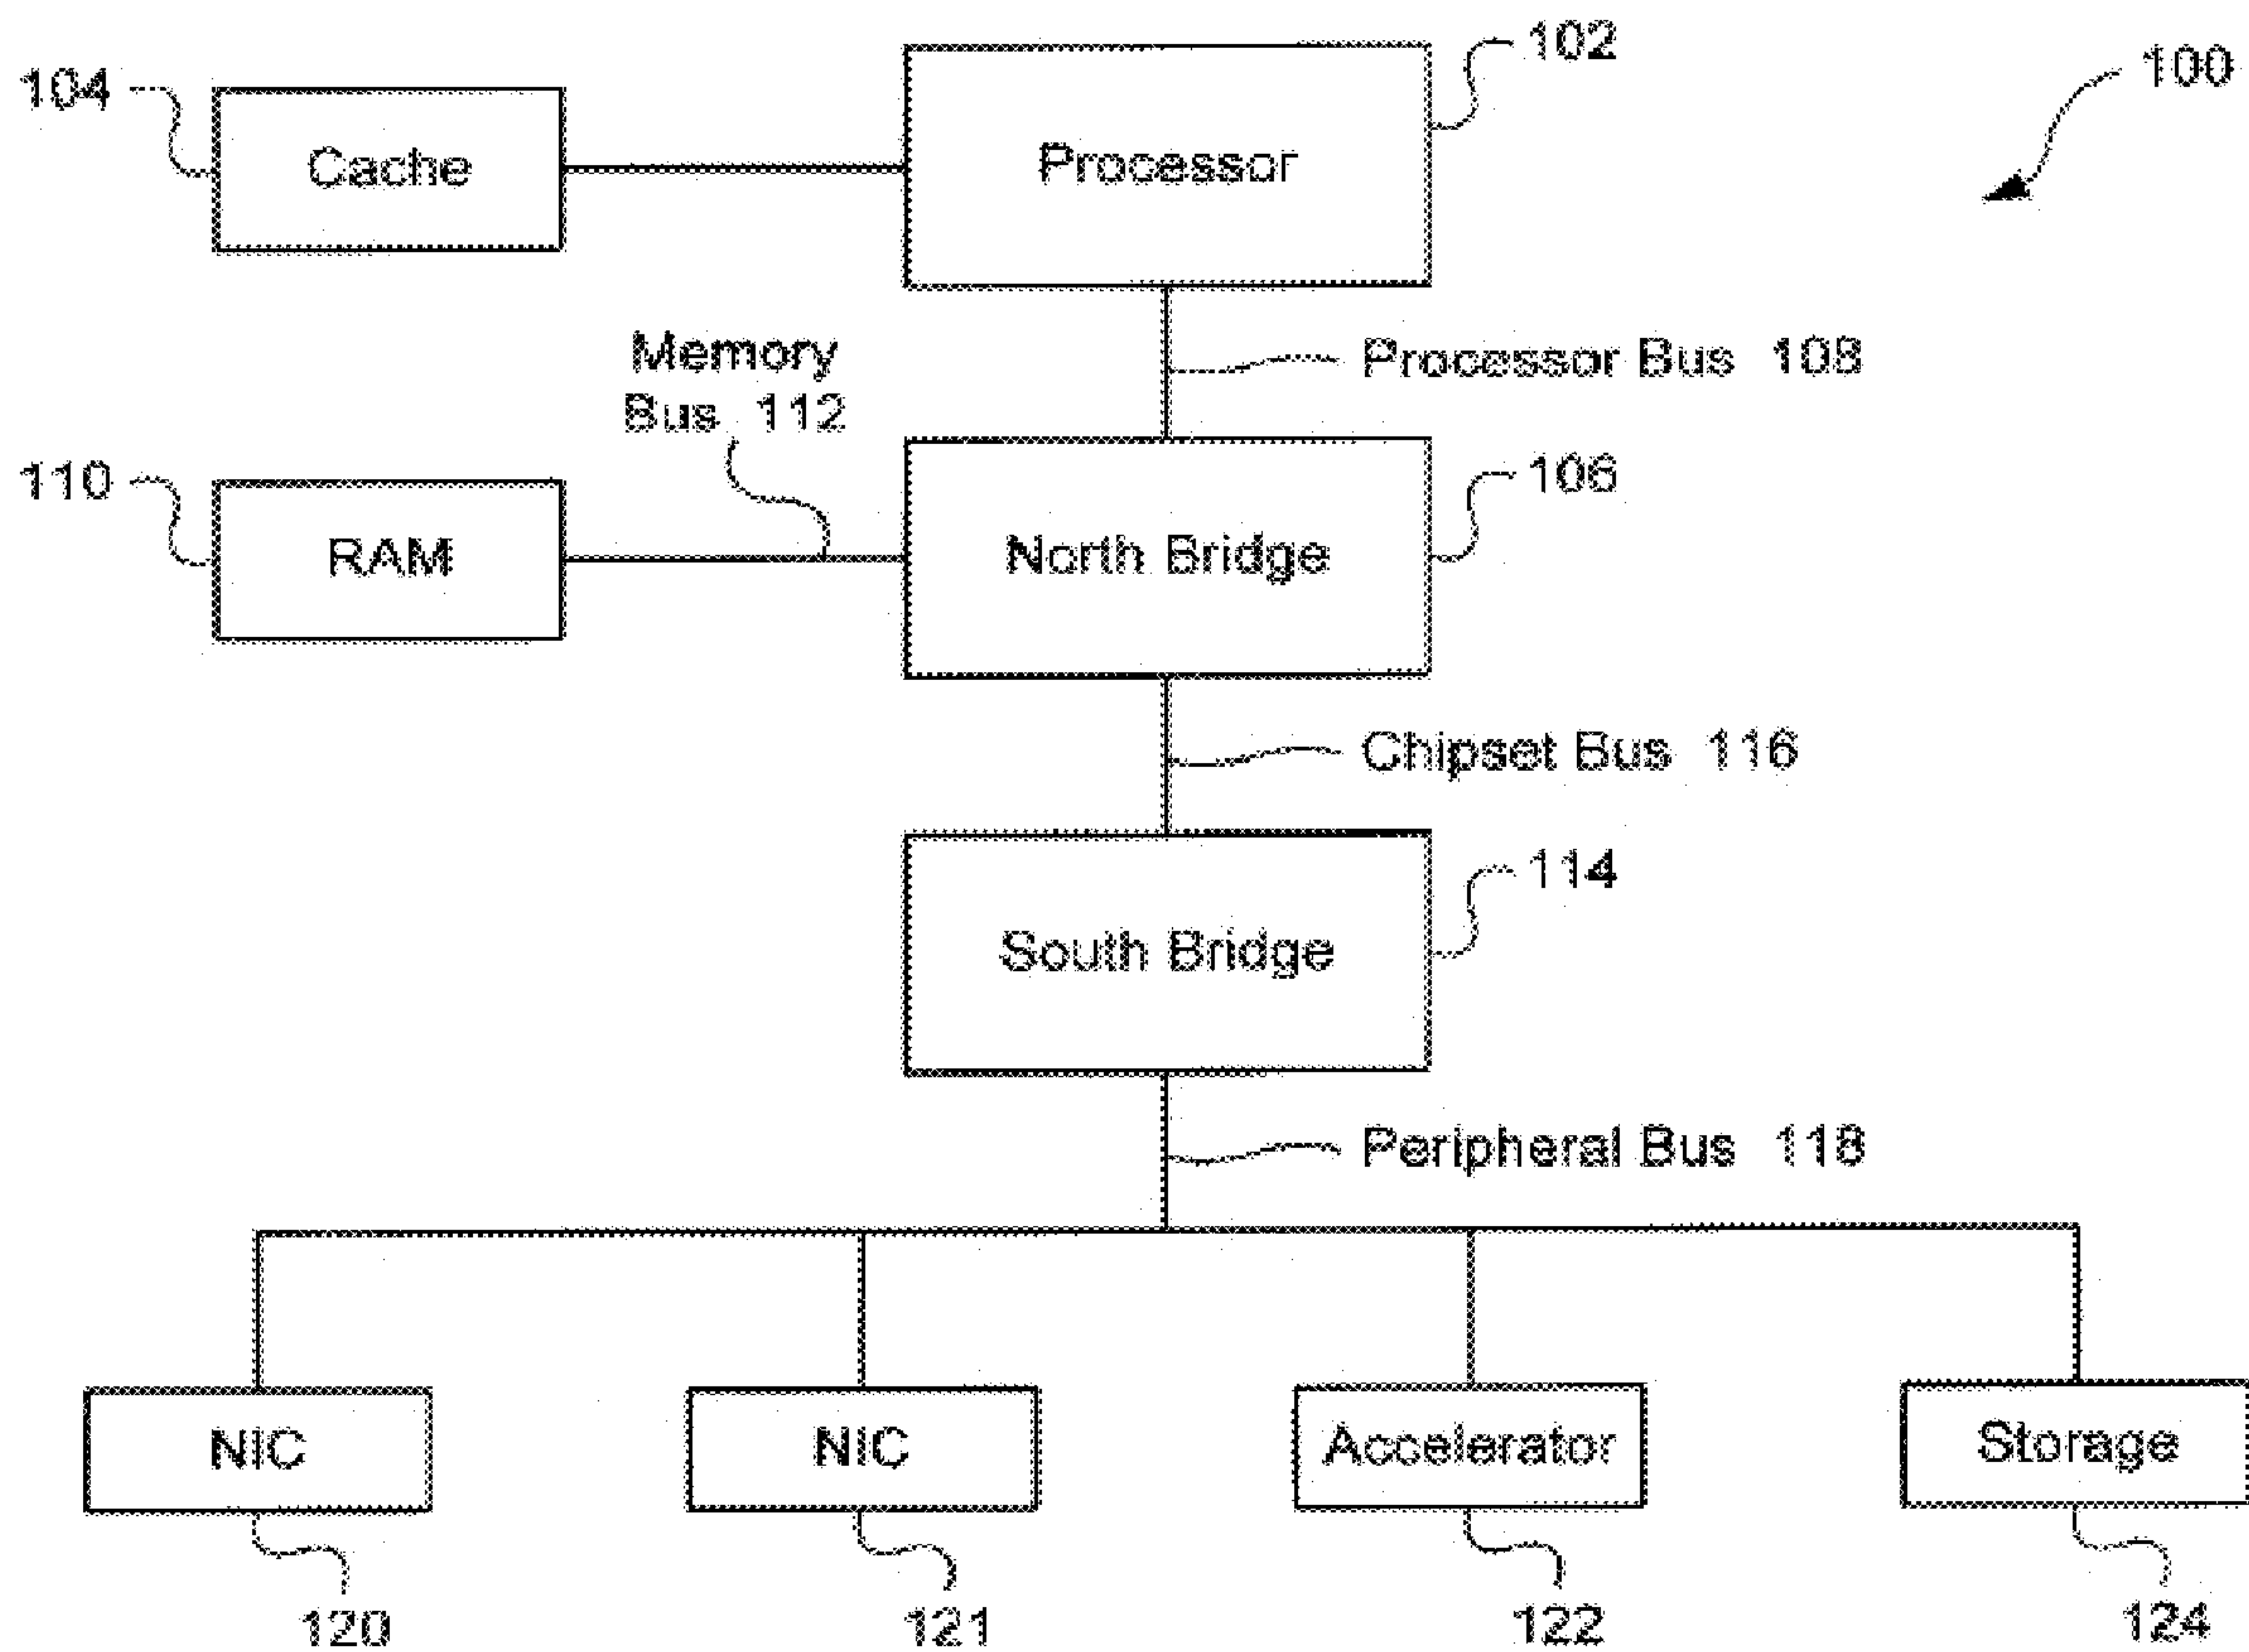 102
100
104
Cache
Processor
Memory
Bus 112
Processor Bus 108
110
106
RAM
North Bridge
Chipset Bus 116
114
South Bridge
Peripheral Bus 118
NIC
NIC
Accelerator
Storage
120
121
122
124